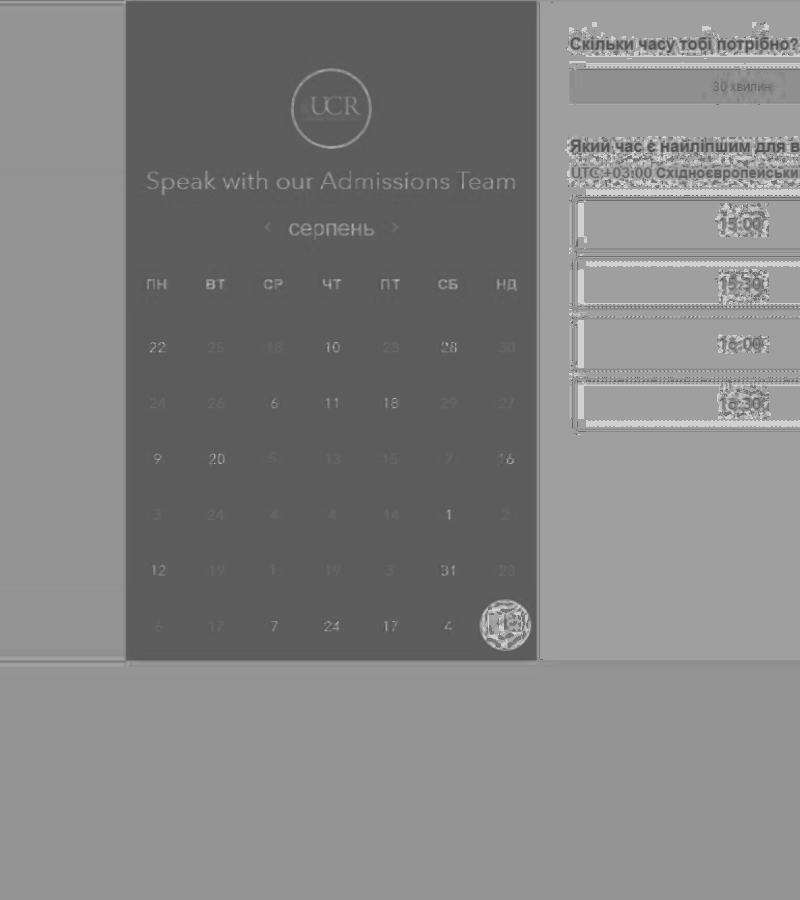 UCR
Speak with our Admissions Team
< серпень >
ПН ВТ СР ЧТ ПТ СБ НД
22 25 18 10 23 28 30
24 26 6 11 18 29 27
9 20 5 13 15 7 16
3 24 4 4 14 1 2
12 19 1 19 3 31 23
6 17 7 24 17 4
Скільки часу тобі потрібно?
30 хвилин
Який час є найліпшим для в
UTC +03:00 Східноєвропейськи
15:00
15:30
16:00
16:30